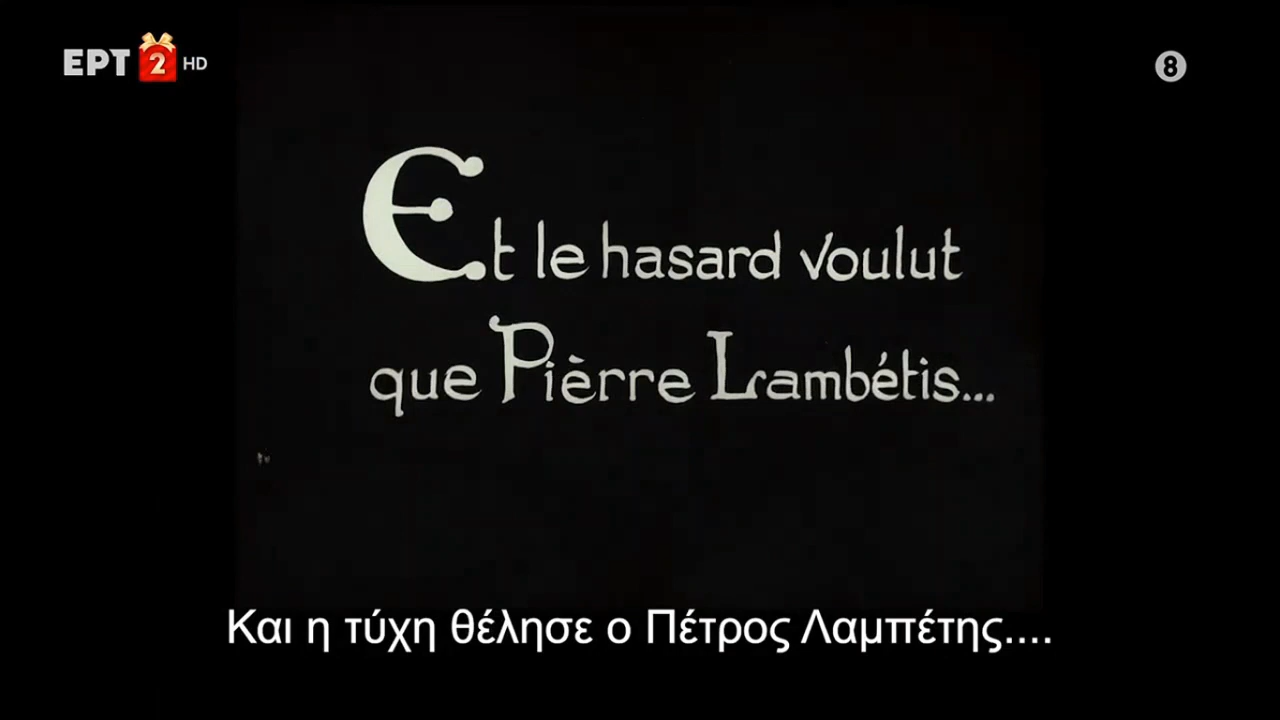 ΕΡΤ 2 HD
8
Et le hasard voulut
que Pièrre Lambétis...
Και η τύχη θέλησε ο Πέτρος Λαμπέτης....